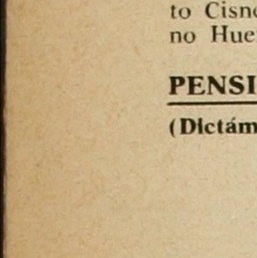 to Cisne
no Hue
PENSI
(Dictám